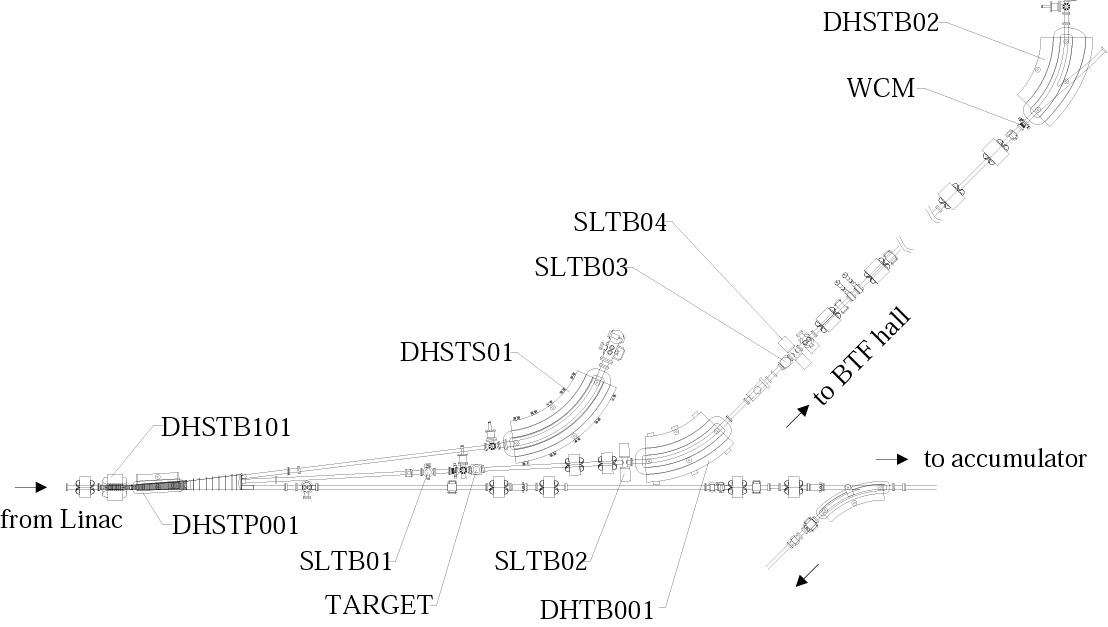 DHSTB02
WCM
SLTB04
SLTB03
DHSTS01
to BTF hall
DHSTB101
to accumulator
from Linac
DHSTP001
SLTB01
SLTB02
TARGET
DHTB001